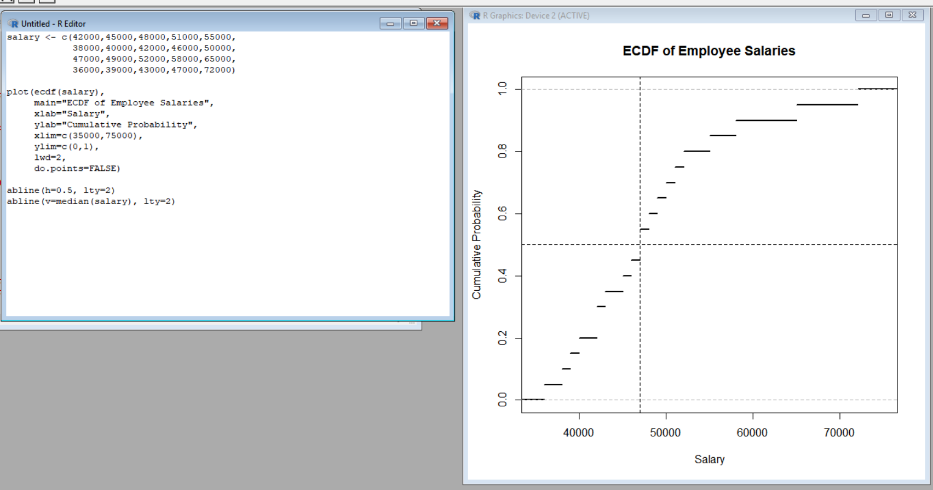 Untitled - R Editor
salary <- c(42000,45000,48000,51000,55000,
38000,40000,42000,46000,50000,
47000,49000,52000,58000,65000,
36000,39000,43000,47000,72000)
plot(ecdf(salary),
main="ECDF of Employee Salaries",
xlab="Salary",
ylab="Cumulative Probability",
xlim=c(35000,75000),
ylim=c(0,1),
lwd=2,
do.points=FALSE)
abline(h=0.5, lty=2)
abline(v=median(salary), lty=2)
R Graphics: Device 2 (ACTIVE)
ECDF of Employee Salaries
Cumulative Probability
1.0
0.8
0.6
0.4
0.2
0.0
40000 50000 60000 70000
Salary